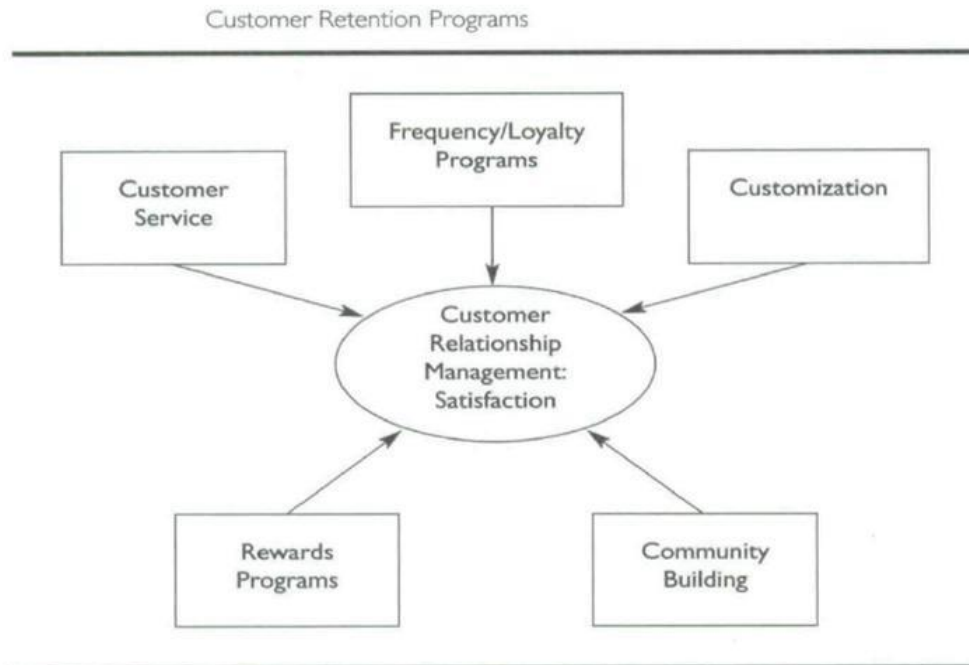 Customer Retention Programs
Frequency/Loyalty
Programs
Customer
Service
Customization
Customer
Relationship
Management:
Satisfaction
Rewards
Programs
Community
Building